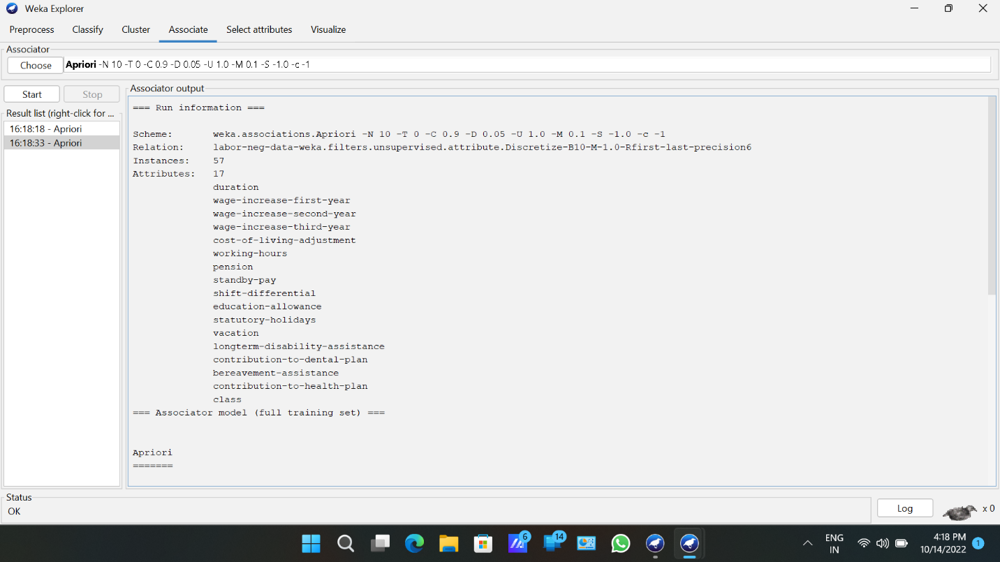 Weka Explorer
Preprocess Classify Cluster Associate Select attributes Visualize
Associator
Choose Apriori -N 10 -T 0 -C 0.9 -D 0.05 -U 1.0 -M 0.1 -S -1.0 -c -1
Start Stop
Result list (right-click for ...
16:18:18 - Apriori
16:18:33 - Apriori
Associator output
=== Run information ===
Scheme: weka.associations.Apriori -N 10 -T 0 -C 0.9 -D 0.05 -U 1.0 -M 0.1 -S -1.0 -c -1
Relation: labor-neg-data-weka.filters.unsupervised.attribute.Discretize-B10-M-1.0-Rfirst-last-precision6
Instances: 57
Attributes: 17
duration
wage-increase-first-year
wage-increase-second-year
wage-increase-third-year
cost-of-living-adjustment
working-hours
pension
standby-pay
shift-differential
education-allowance
statutory-holidays
vacation
longterm-disability-assistance
contribution-to-dental-plan
bereavement-assistance
contribution-to-health-plan
class
=== Associator model (full training set) ===
Apriori
=======
Status
OK
Log x 0
6 14
ENG
IN
4:18 PM
10/14/2022
1